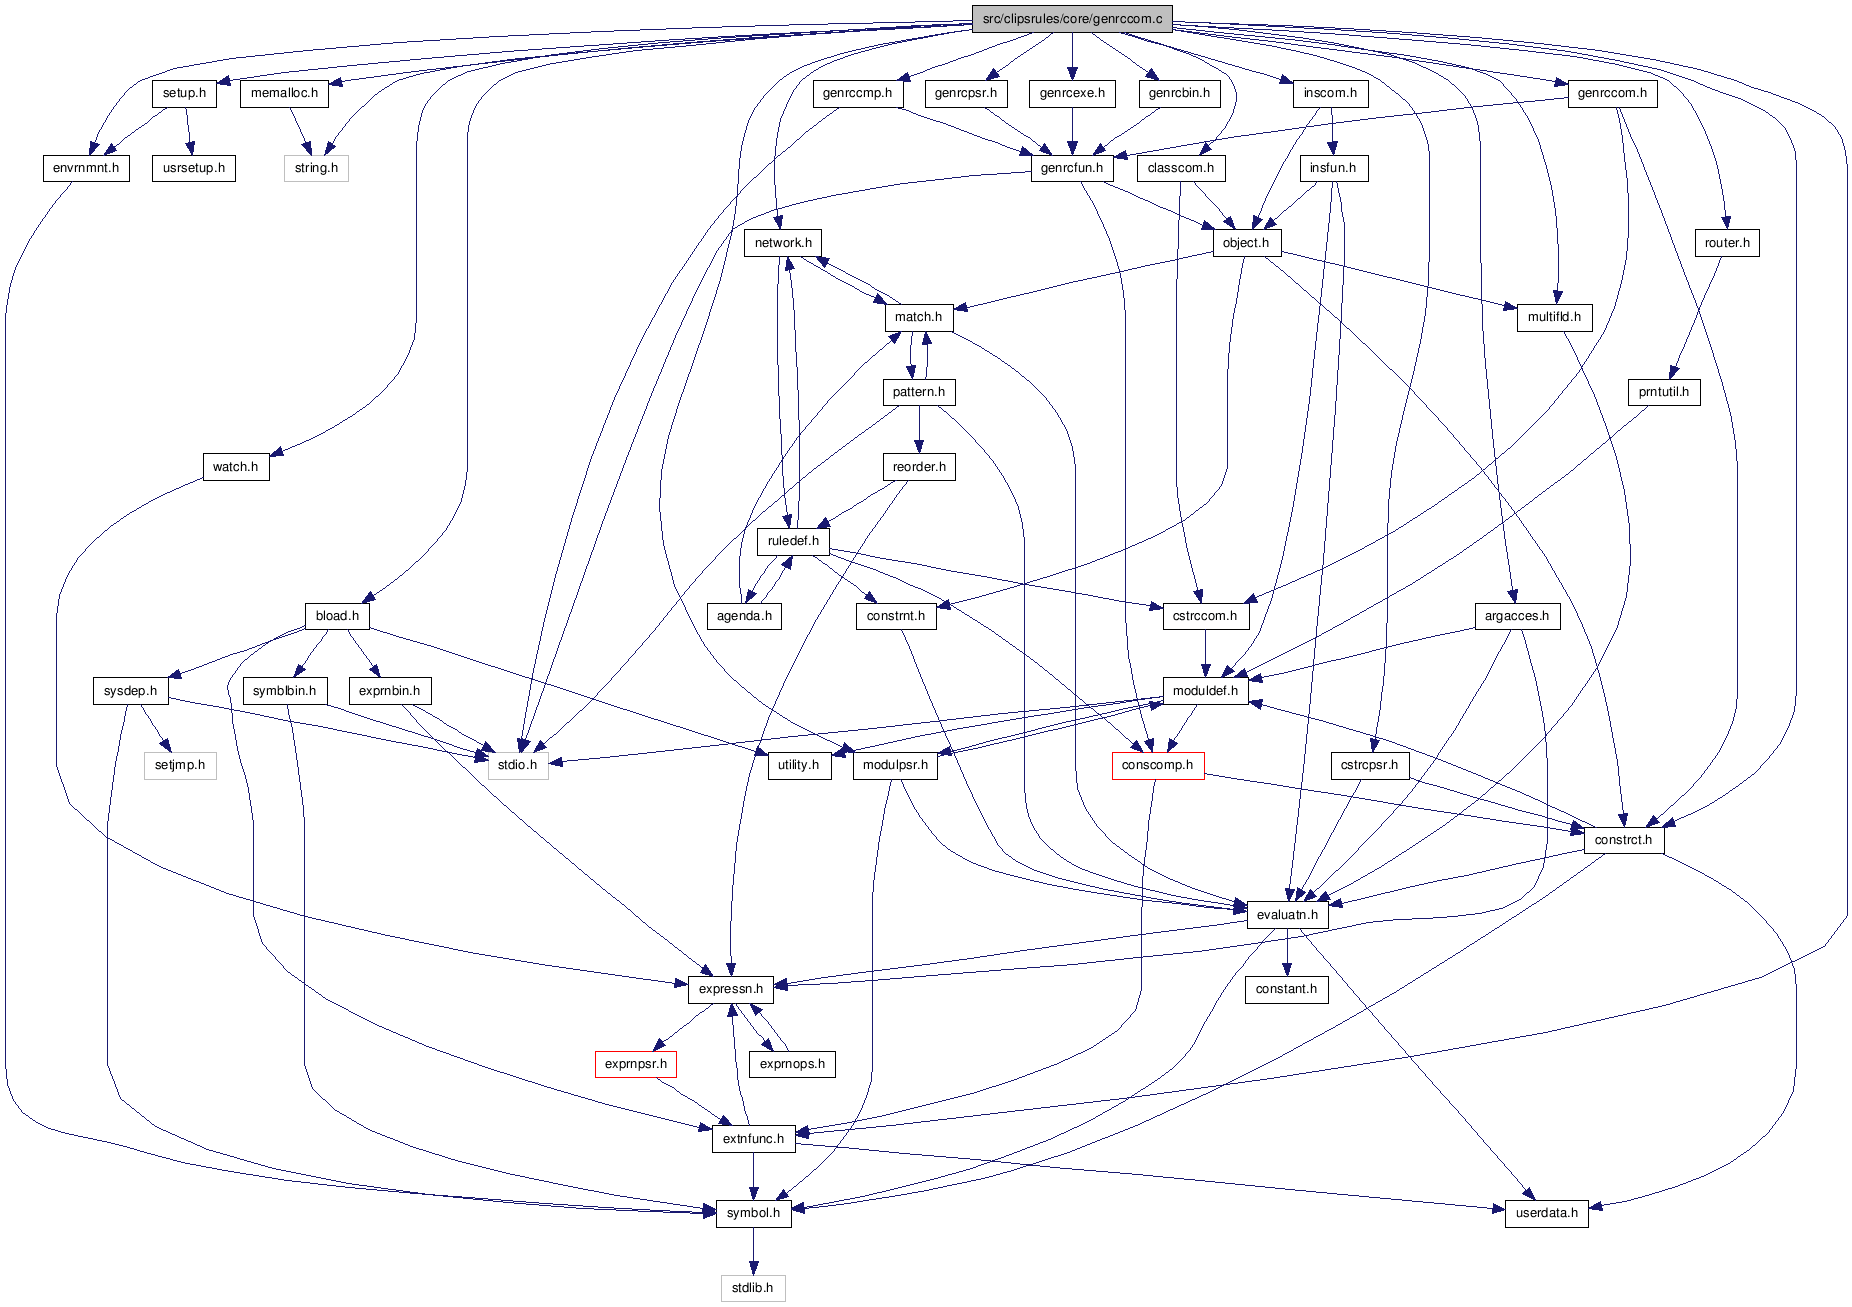 src/clipsrules/core/genrccom.c
setup.h
memalloc.h
genrccmp.h
genrcpsr.h
genrcexe.h
genrcbin.h
inscom.h
genrccom.h
envrnmnt.h
usrsetup.h
string.h
genrcfun.h
classcom.h
insfun.h
network.h
object.h
router.h
match.h
multifld.h
pattern.h
prntutil.h
watch.h
reorder.h
ruledef.h
bload.h
agenda.h
constrnt.h
cstrccom.h
argacces.h
sysdep.h
symblbin.h
exprnbin.h
moduldef.h
setjmp.h
stdio.h
utility.h
modulpsr.h
conscomp.h
cstrcpsr.h
constrct.h
evaluatn.h
expressn.h
constant.h
exprnpsr.h
exprnops.h
extnfunc.h
symbol.h
userdata.h
stdlib.h